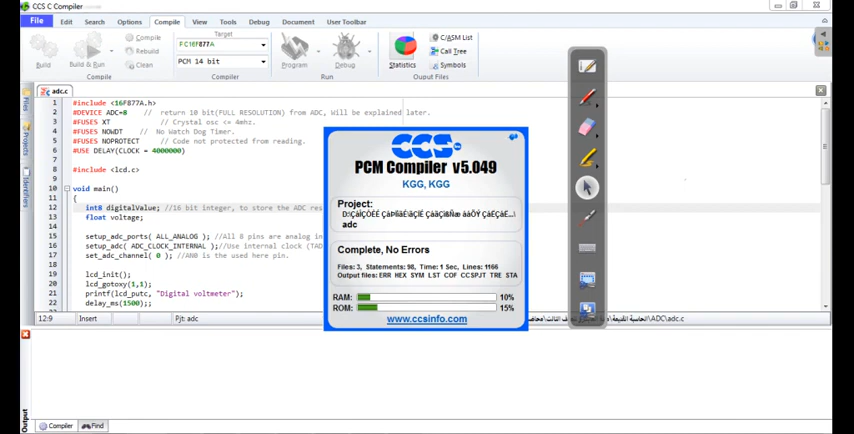 CCS C Compiler
File Edit Search Options Compile View Tools Debug Document User Toolbar
Build
Build & Run
Compile
Rebuild
Clean
Compile
Target
PIC16F877A
PCM 14 bit
Compiler
Program
Debug
Run
Statistics
C/ASM List
Call Tree
Symbols
Ouput Files
adc.c
Files
Projects
Identifiers
1 #include <16F877A.h>
2 #DEVICE ADC=8 // return 10 bit(FULL RESOLUTION) from ADC, Will be explained later.
3 #FUSES XT // Crystal osc <= 4mhz.
4 #FUSES NOWDT // No Watch Dog Timer.
5 #FUSES NOPROTECT // Code not protected from reading.
6 #USE DELAY(CLOCK = 4000000)
7
8 #include <lcd.c>
9
10 void main()
11 {
12 int8 digitalValue; //16 bit integer, to store the ADC res
13 float voltage;
14
15 setup_adc_ports( ALL_ANALOG ); //All 8 pins are analog in
16 setup_adc( ADC_CLOCK_INTERNAL );//Use internal clock (TAD
17 set_adc_channel( 0 ); //AN0 is the used here pin.
18
19 lcd_init();
20 lcd_gotoxy(1,1);
21 printf(lcd_putc, "Digital voltmeter");
22 delay_ms(1500);;
CCS
PCM Compiler v5.049
KGG, KGG
Project:
adc
Complete, No Errors
Files: 3, Statements: 98, Time: 1 Sec, Lines: 1166
Output files: ERR HEX SYM LST COF CCSPJT TRE STA
RAM: 10%
ROM: 15%
www.ccsinfo.com
12:9 Insert Pjt: adc
\ADC\adc.c
Output
Compiler Find